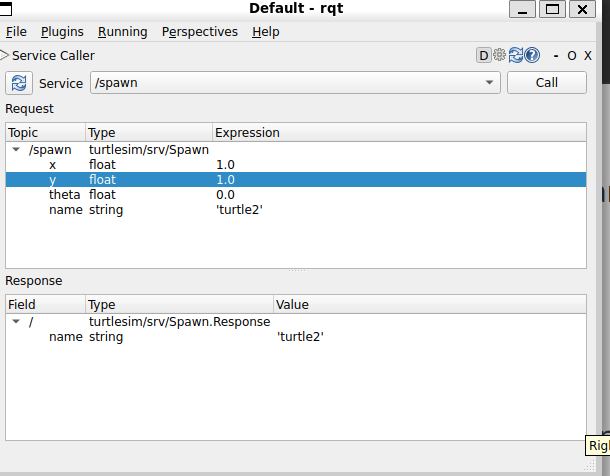 Default - rqt
File Plugins Running Perspectives Help
Service Caller D ? - O X
Service /spawn Call
Request
Topic Type Expression
/spawn turtlesim/srv/Spawn
x float 1.0
y float 1.0
theta float 0.0
name string 'turtle2'
Response
Field Type Value
/ turtlesim/srv/Spawn.Response
name string 'turtle2'